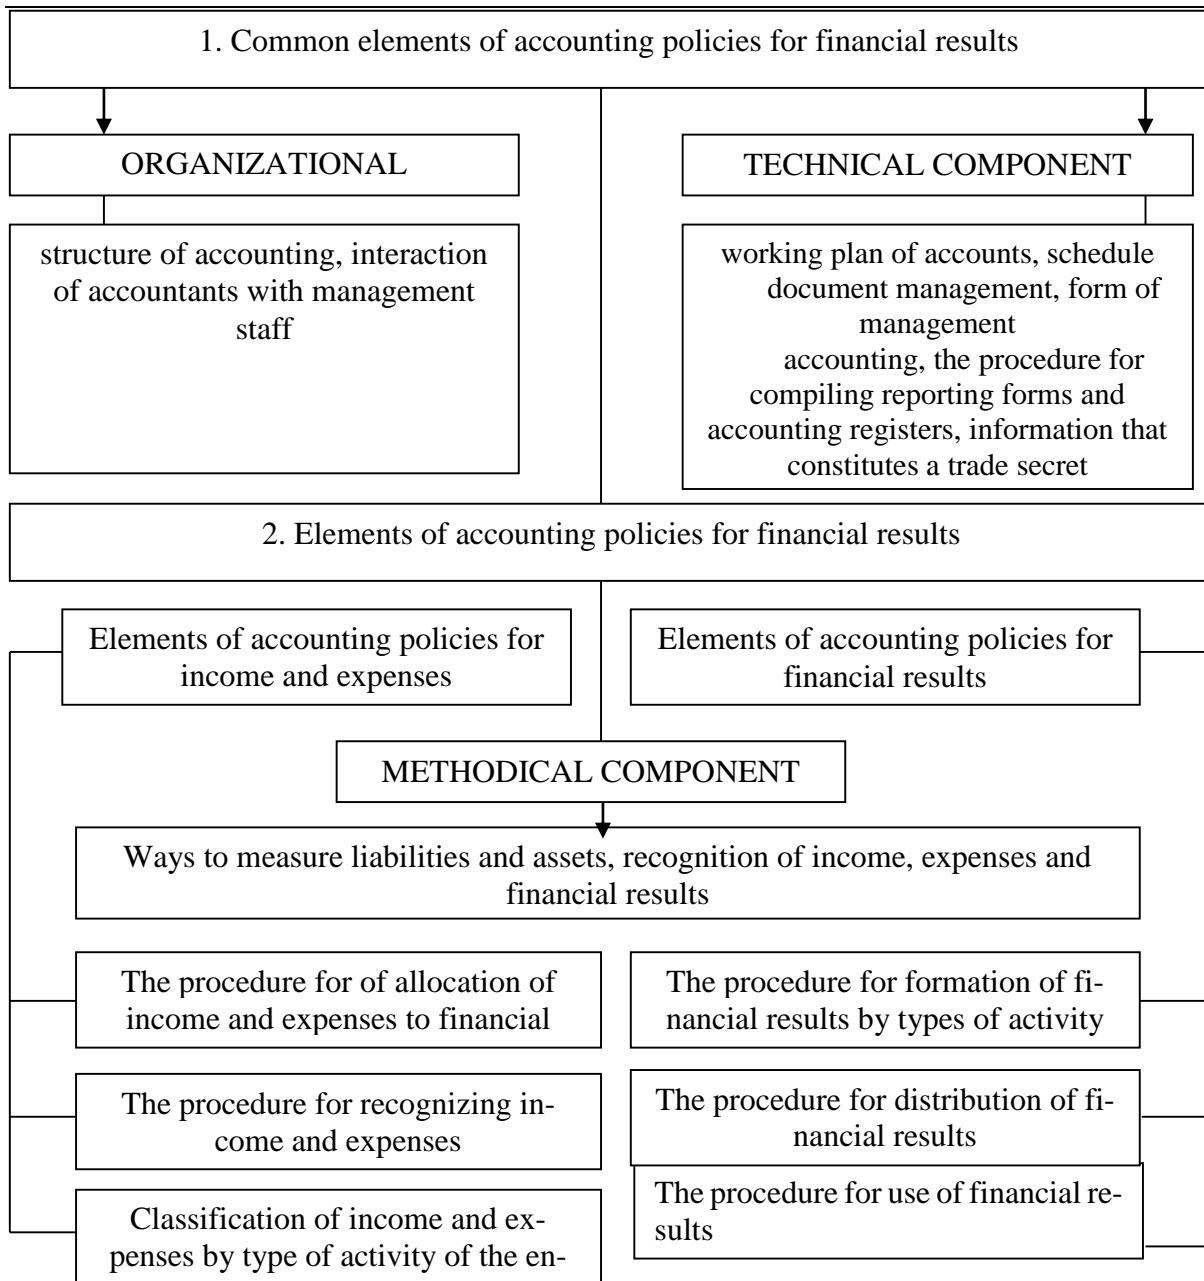 1. Common elements of accounting policies for financial results
ORGANIZATIONAL
TECHNICAL COMPONENT
structure of accounting, interaction
of accountants with management
staff
working plan of accounts, schedule
document management, form of
management
accounting, the procedure for
compiling reporting forms and
accounting registers, information that
constitutes a trade secret
2. Elements of accounting policies for financial results
Elements of accounting policies for
income and expenses
Elements of accounting policies for
financial results
METHODICAL COMPONENT
Ways to measure liabilities and assets, recognition of income, expenses and
financial results
The procedure for of allocation of
income and expenses to financial
The procedure for formation of fi-
nancial results by types of activity
The procedure for recognizing in-
come and expenses
The procedure for distribution of fi-
nancial results
Classification of income and ex-
penses by type of activity of the en-
The procedure for use of financial re-
sults